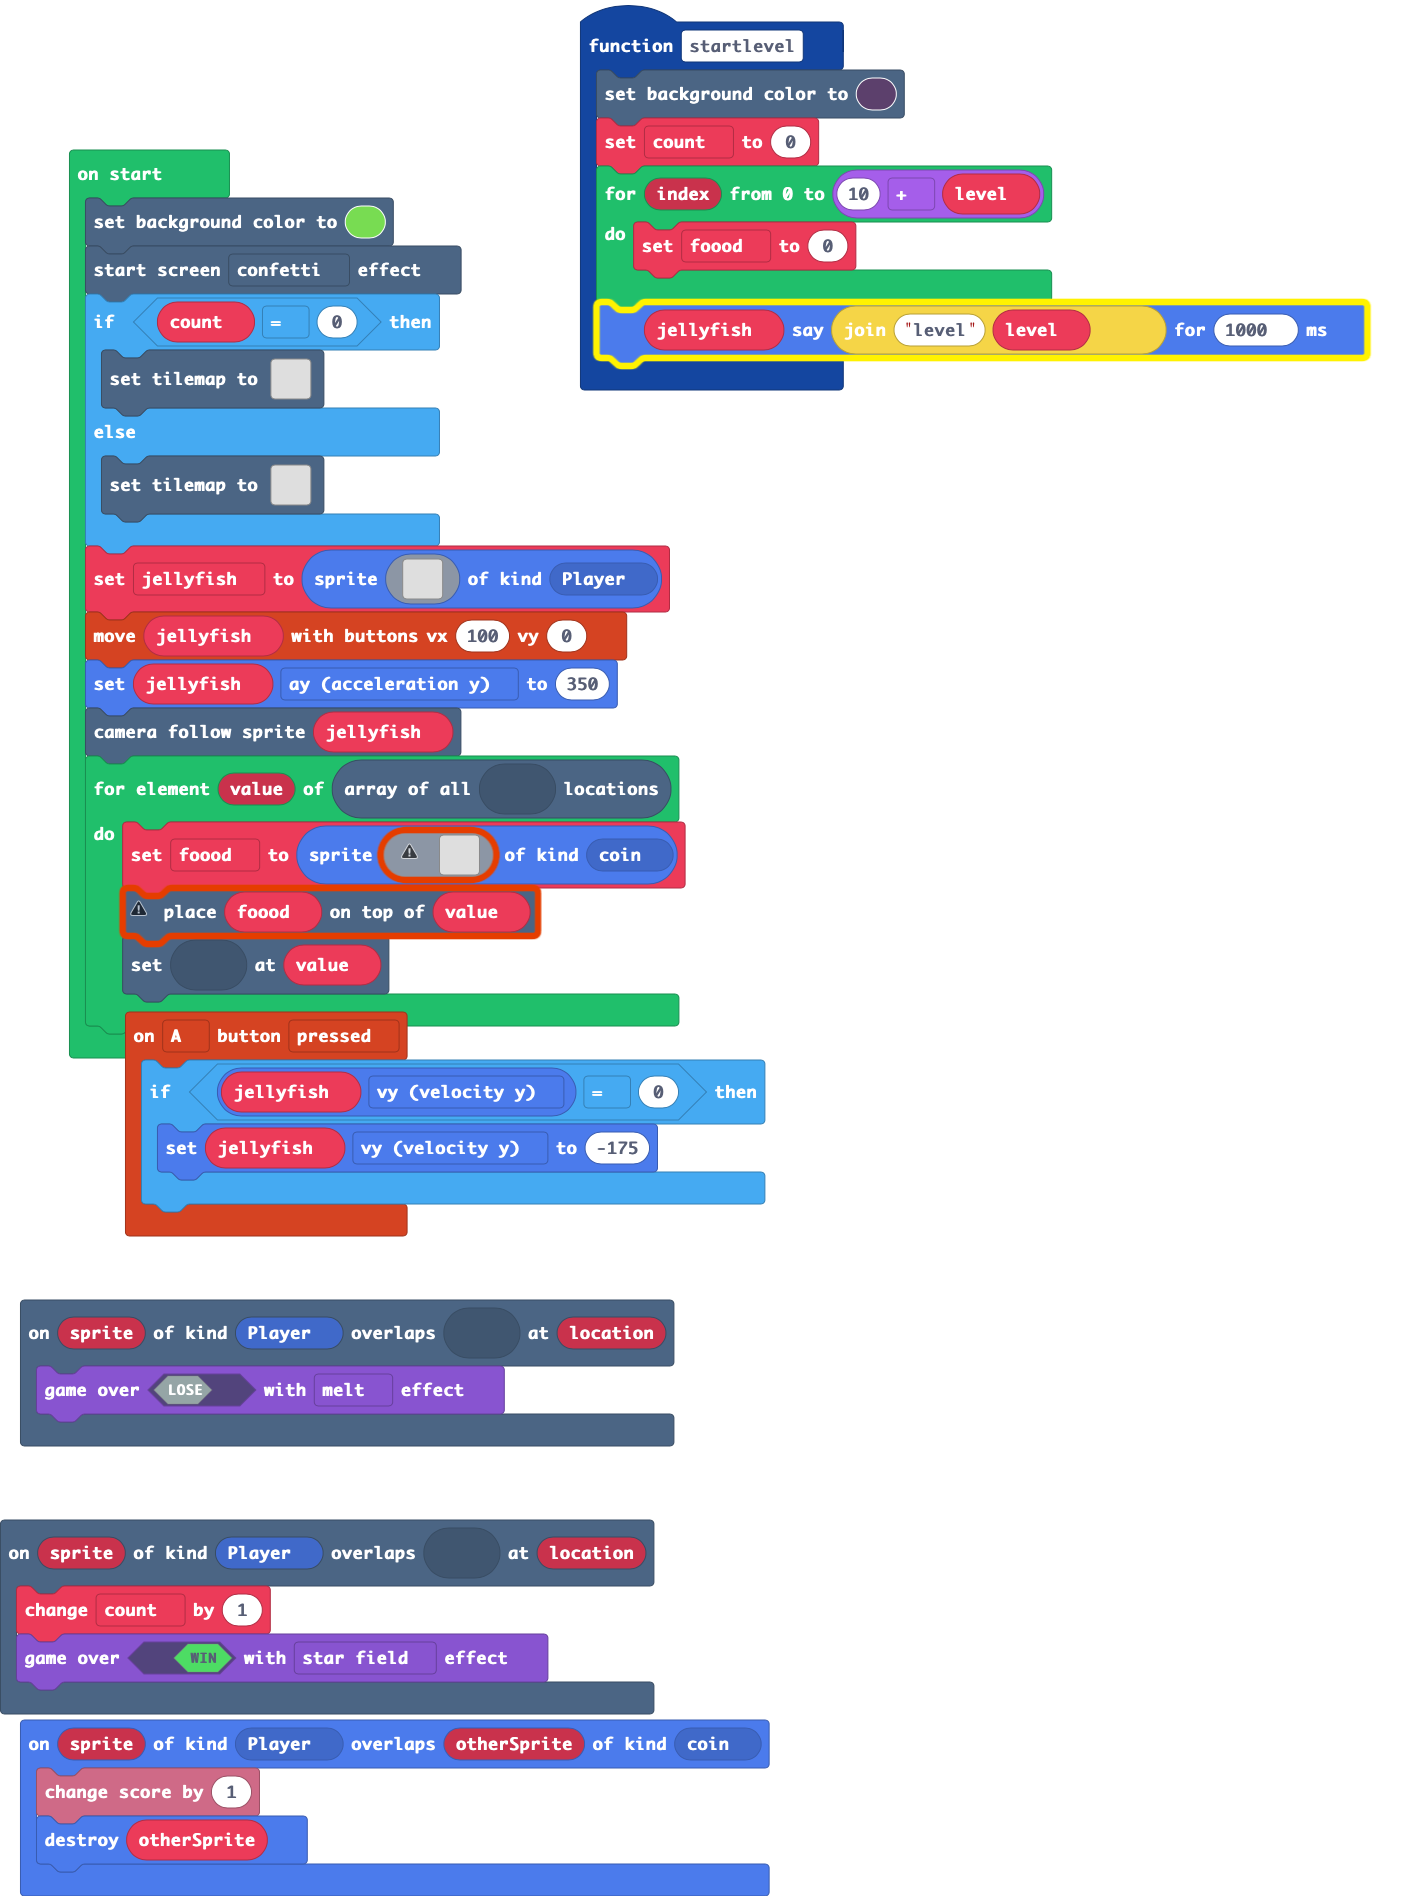 function startlevel
set background color to
set count to 0
for index from 0 to 10 + level
do set foood to 0
jellyfish say join "level" level for 1000 ms
on start
set background color to
start screen confetti effect
if count = 0 then
set tilemap to
else
set tilemap to
set jellyfish to sprite of kind Player
move jellyfish with buttons vx 100 vy 0
set jellyfish ay (acceleration y) to 350
camera follow sprite jellyfish
for element value of array of all locations
do
set foood to sprite of kind coin
place foood on top of value
set at value
on A button pressed
if jellyfish vy (velocity y) = 0 then
set jellyfish vy (velocity y) to -175
on sprite of kind Player overlaps at location
game over LOSE with melt effect
on sprite of kind Player overlaps at location
change count by 1
game over WIN with star field effect
on sprite of kind Player overlaps otherSprite of kind coin
change score by 1
destroy otherSprite